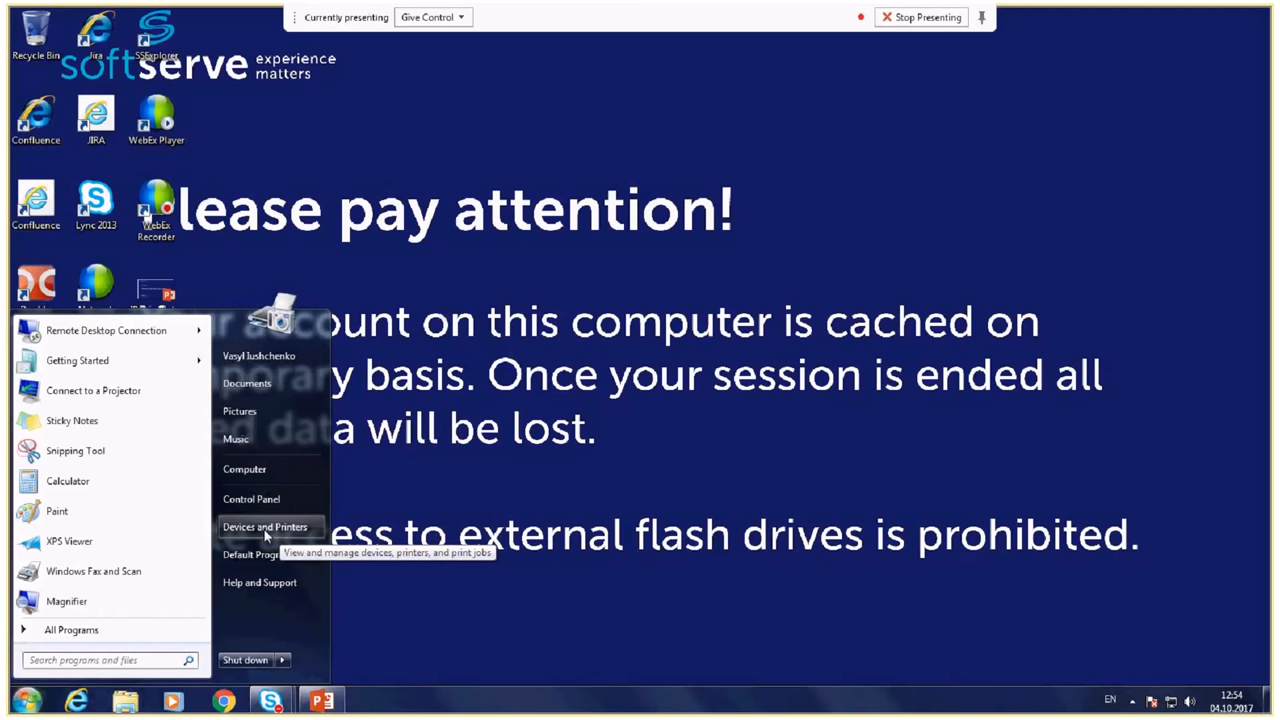 Currently presenting Give Control Stop Presenting
Recycle Bin Jira SSExplorer
softserve experience matters
Confluence JIRA WebEx Player
lease pay attention!
Confluence Lync 2013 WebEx Recorder
ount on this computer is cached on
y basis. Once your session is ended all
a will be lost.
ess to external flash drives is prohibited.
Remote Desktop Connection
Getting Started
Connect to a Projector
Sticky Notes
Snipping Tool
Calculator
Paint
XPS Viewer
Windows Fax and Scan
Magnifier
All Programs
Search programs and files
Vasyl Iushchenko
Documents
Pictures
Music
Computer
Control Panel
Devices and Printers
View and manage devices, printers, and print jobs
Default Progr
Help and Support
Shut down
EN 12:54
04.10.2017